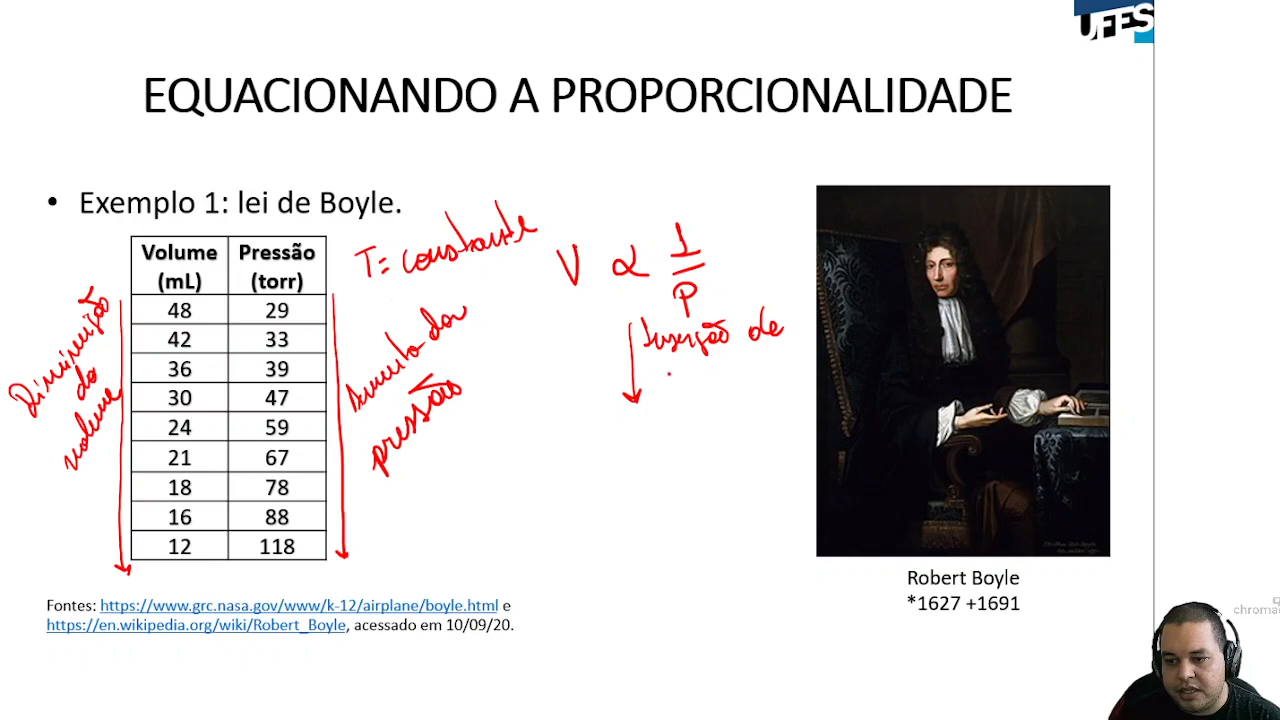 UFES
EQUACIONANDO A PROPORCIONALIDADE
• Exemplo 1: lei de Boyle.
Volume (mL) Pressão (torr)
48 29
42 33
36 39
30 47
24 59
21 67
18 78
16 88
12 118
Diminuição
do
volume
T = constante
Aumento da
pressão
V ∝ 1/P
Inserção de
Robert Boyle
*1627 +1691
Fontes: https://www.grc.nasa.gov/www/k-12/airplane/boyle.html e
https://en.wikipedia.org/wiki/Robert_Boyle, acessado em 10/09/20.